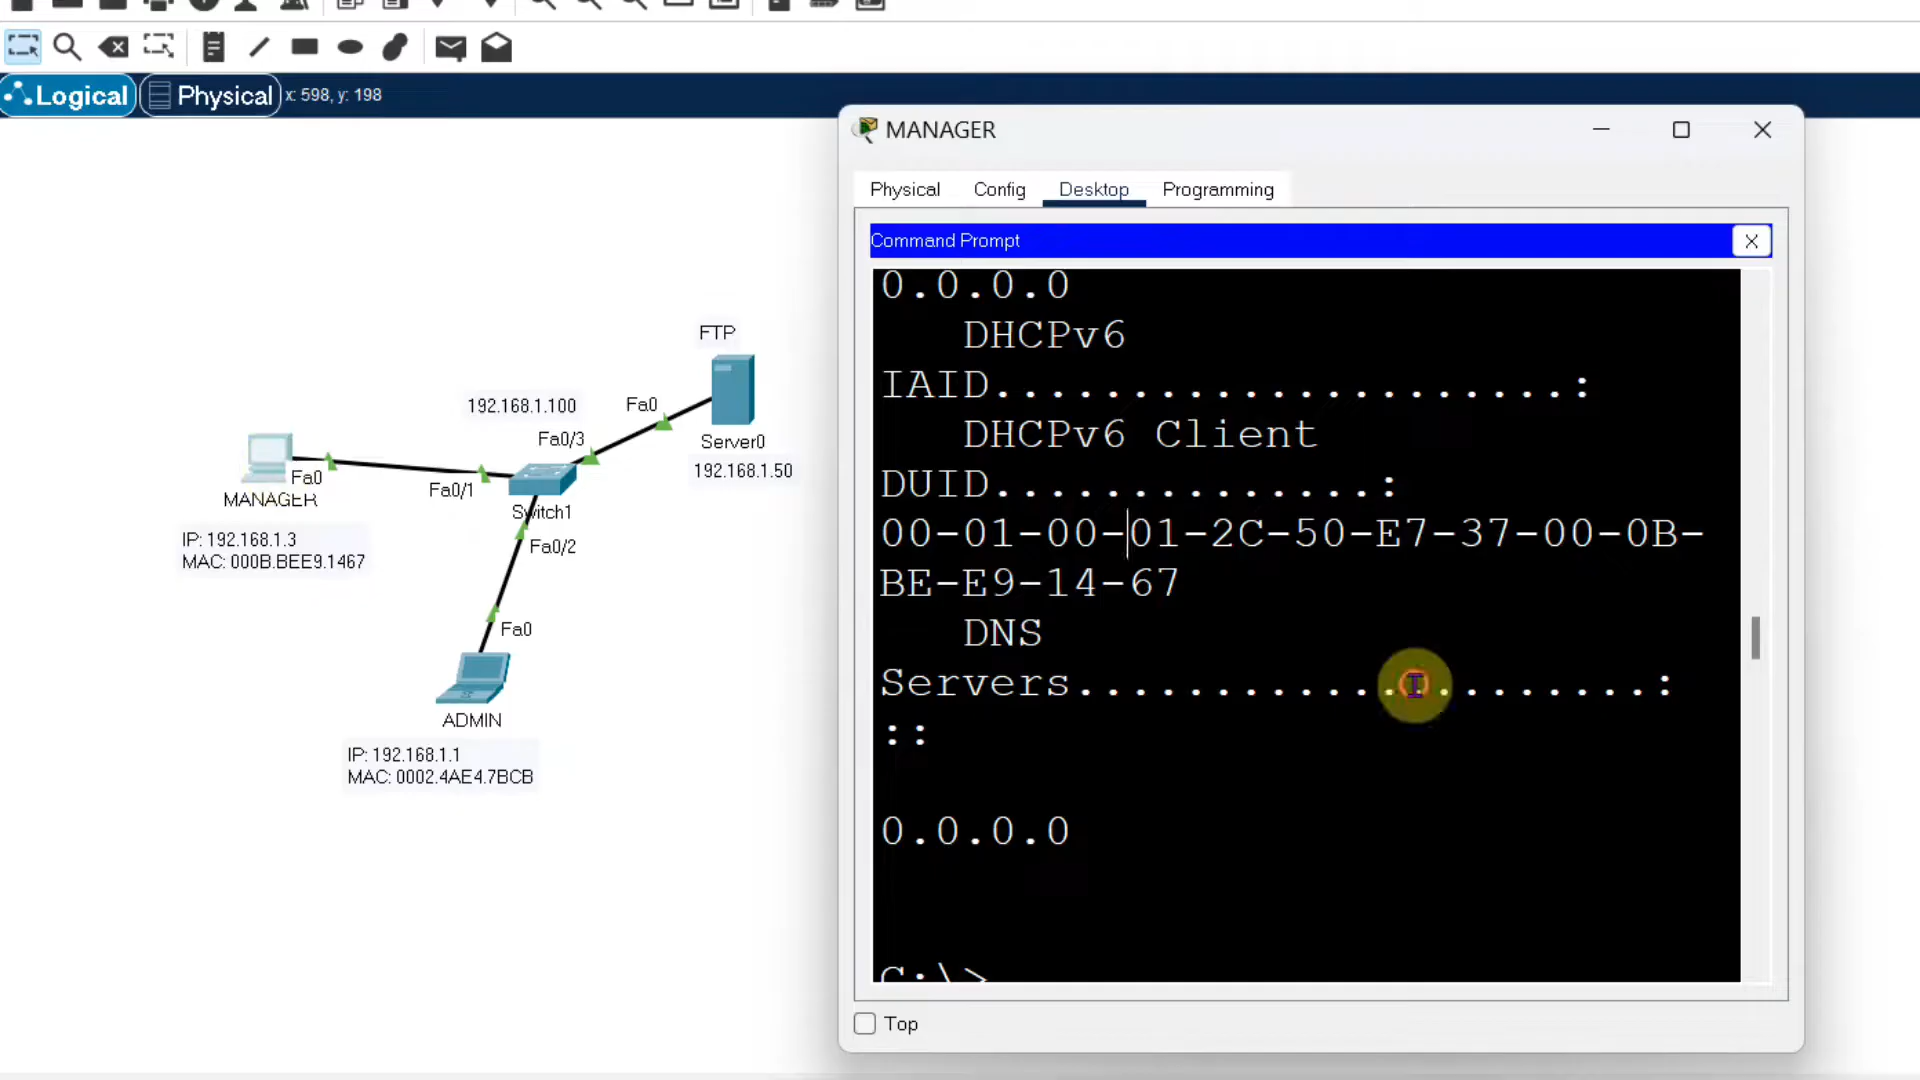 Logical
Physical
x: 598, y: 198
FTP
192.168.1.100
Fa0
Fa0/3
Server0
192.168.1.50
Fa0
MANAGER
Fa0/1
Switch1
Fa0/2
IP: 192.168.1.3
MAC: 000B.BEE9.1467
Fa0
ADMIN
IP: 192.168.1.1
MAC: 0002.4AE4.7BCB
MANAGER
Physical Config Desktop Programming
Command Prompt
X
0.0.0.0
DHCPv6
IAID.....................:
DHCPv6 Client
DUID..............:
00-01-00-01-2C-50-E7-37-00-0B-
BE-E9-14-67
DNS
Servers.....................:
::
0.0.0.0
C:\>
Top